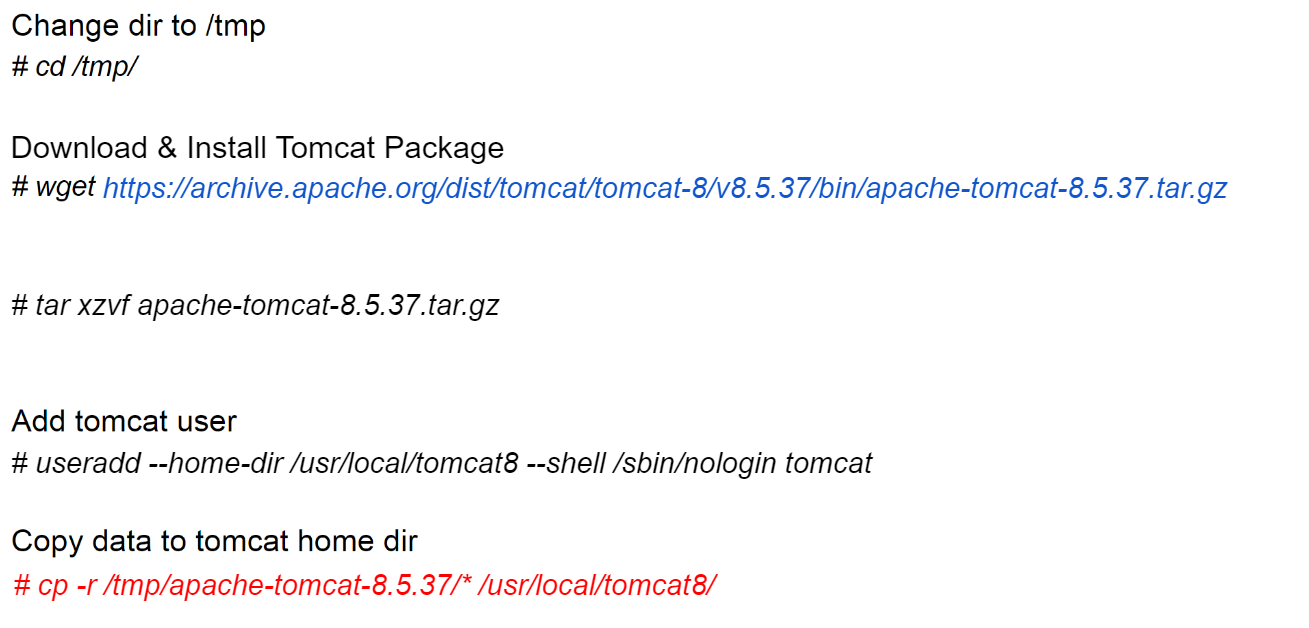 Change dir to /tmp
# cd /tmp/
Download & Install Tomcat Package
# wget https://archive.apache.org/dist/tomcat/tomcat-8/v8.5.37/bin/apache-tomcat-8.5.37.tar.gz
# tar xzvf apache-tomcat-8.5.37.tar.gz
Add tomcat user
# useradd --home-dir /usr/local/tomcat8 --shell /sbin/nologin tomcat
Copy data to tomcat home dir
# cp -r /tmp/apache-tomcat-8.5.37/* /usr/local/tomcat8/